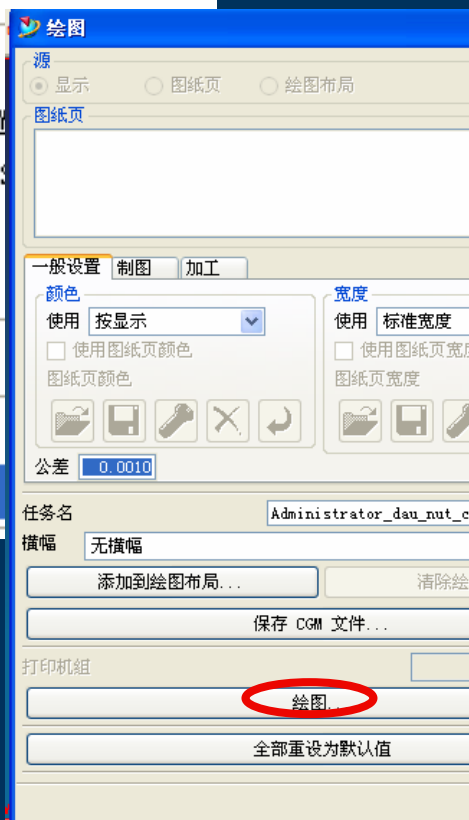 绘图
源
显示 图纸页 绘图布局
图纸页
一般设置 制图 加工
颜色 宽度
使用 按显示 使用 标准宽度
使用图纸页颜色 使用图纸页宽度
图纸页颜色 图纸页宽度
公差 0.0010
任务名 Administrator_dau_nut_c
横幅 无横幅
添加到绘图布局... 清除绘
保存 CGM 文件...
打印机组
绘图...
全部重设为默认值